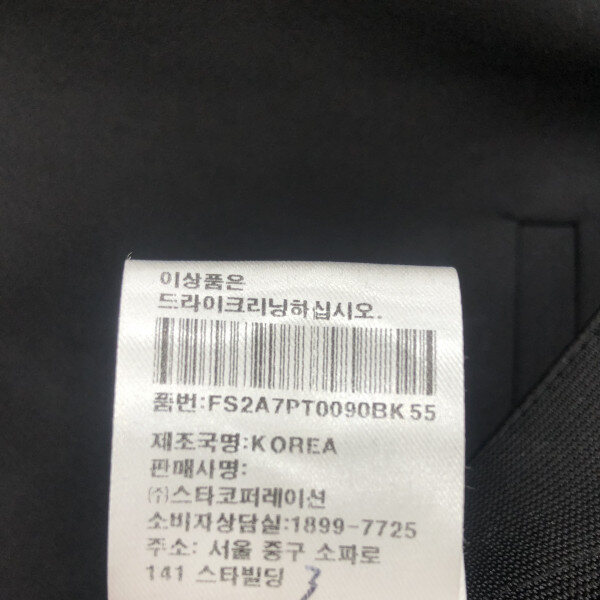 이상품은
드라이크리닝하십시오.
품번:FS2A7PT0090BK 55
제조국명:KOREA
판매사명:
㈜스타코퍼레이션
소비자상담실:1899-7725
주소: 서울 중구 소파로
141 스타빌딩
3